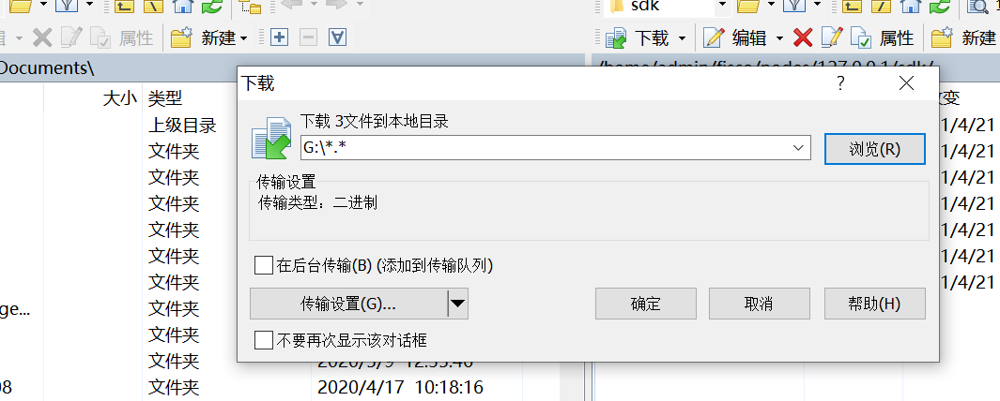 sdk
属性
新建
下载
编辑
属性
新建
Documents\
/home/admin/fisco/nodes/127.0.0.1/sdk/
大小
类型
上级目录
文件夹
文件夹
文件夹
文件夹
文件夹
文件夹
ge...
文件夹
文件夹
文件夹
08
文件夹
2020/4/17 10:18:16
下载
?
下载 3文件到本地目录
G:\*.*
浏览(R)
传输设置
传输类型：二进制
在后台传输(B) (添加到传输队列)
传输设置(G)...
确定
取消
帮助(H)
不要再次显示该对话框
变
1/4/21
1/4/21
1/4/21
1/4/21
1/4/21
1/4/21
1/4/21